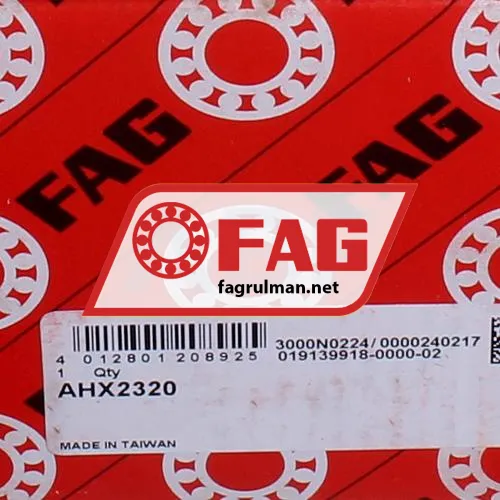 FAG
FAG
FAG
fagrulman.net
3000N0224/0000240217
4 012801 208925
019139918-0000-02
1 Qty
AHX2320
MADE IN TAIWAN